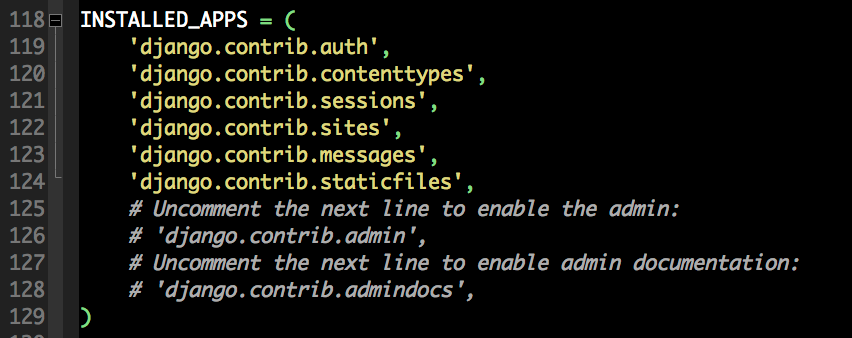 118 INSTALLED_APPS = (
119     'django.contrib.auth',
120     'django.contrib.contenttypes',
121     'django.contrib.sessions',
122     'django.contrib.sites',
123     'django.contrib.messages',
124     'django.contrib.staticfiles',
125     # Uncomment the next line to enable the admin:
126     # 'django.contrib.admin',
127     # Uncomment the next line to enable admin documentation:
128     # 'django.contrib.admindocs',
129 )